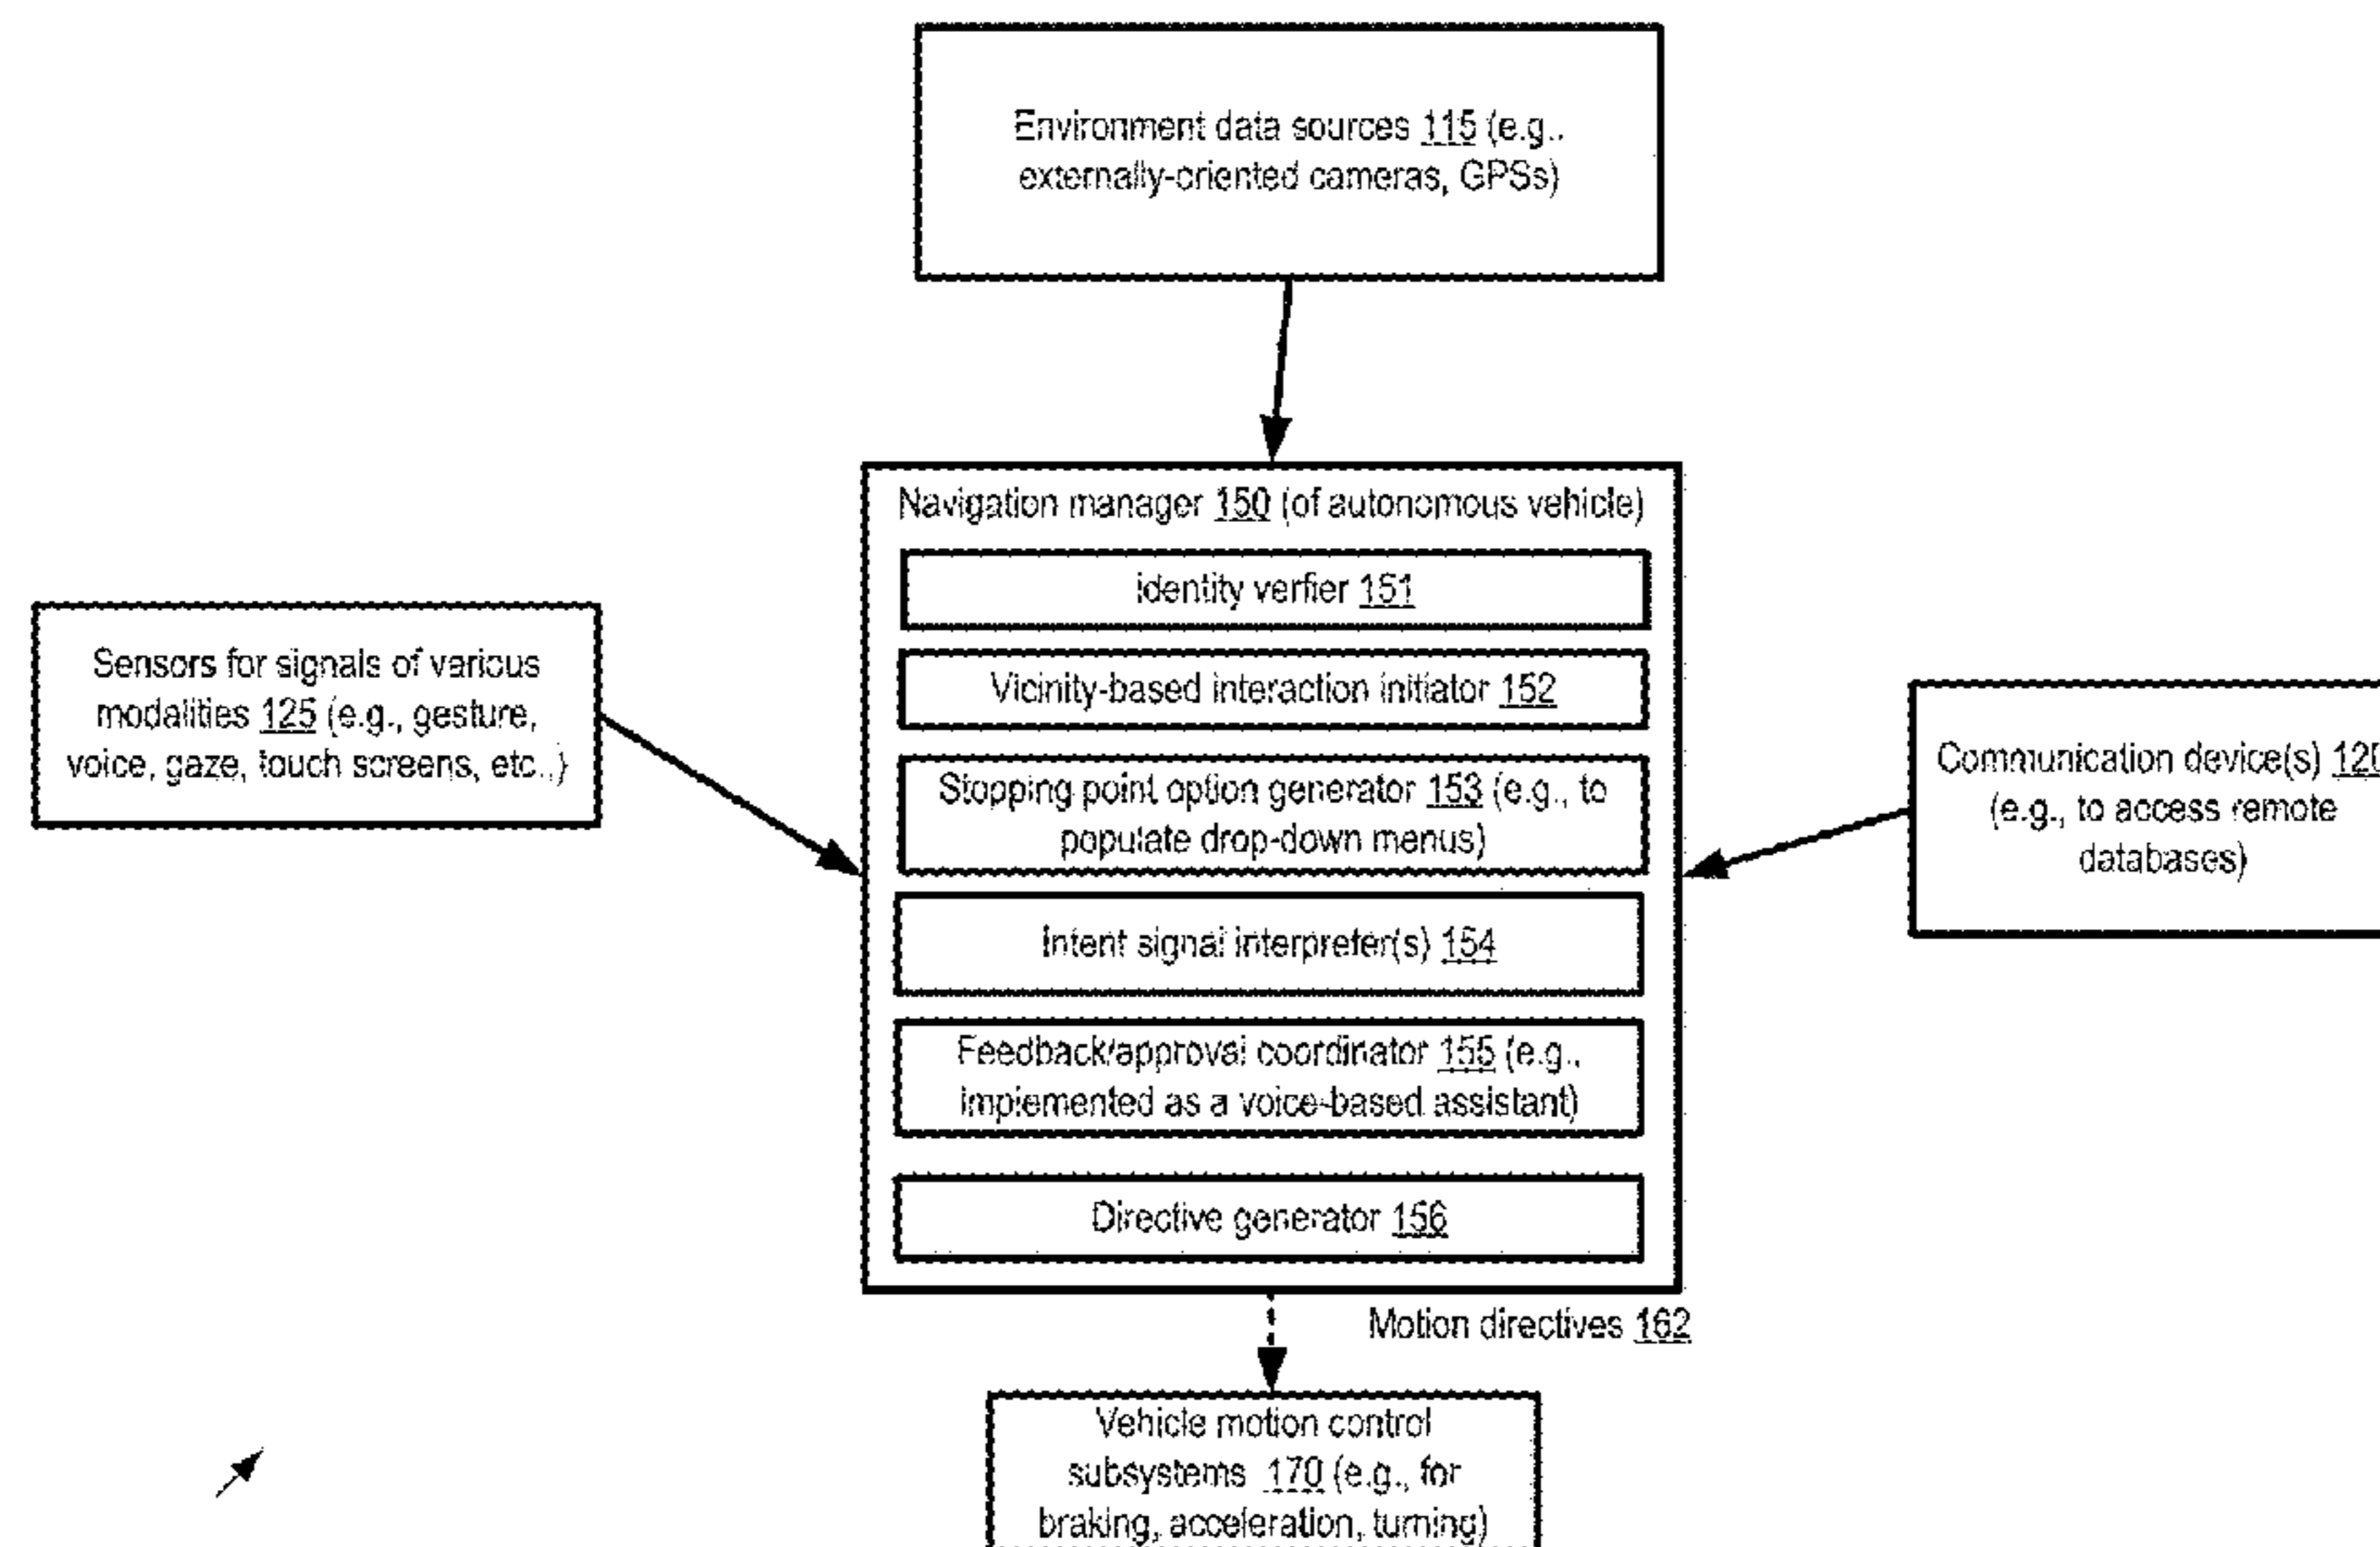 Environment data sources 115 (e.g.,
externally-oriented cameras, GPSs)
Navigation manager 150 (of autonomous vehicle)
Identity verfier 151
Vicinity-based interaction initiator 152
Stopping point option generator 153 (e.g., to
populate drop-down menus)
Intent signal interpreter(s) 154
Feedback/approval coordinator 155 (e.g.,
implemented as a voice-based assistant)
Directive generator 156
Sensors for signals of various
modalities 125 (e.g., gesture,
voice, gaze, touch screens, etc.,)
Communication device(s) 120
(e.g., to access remote
databases)
Motion directives 162
Vehicle motion control
subsystems 170 (e.g., for
braking, acceleration, turning)